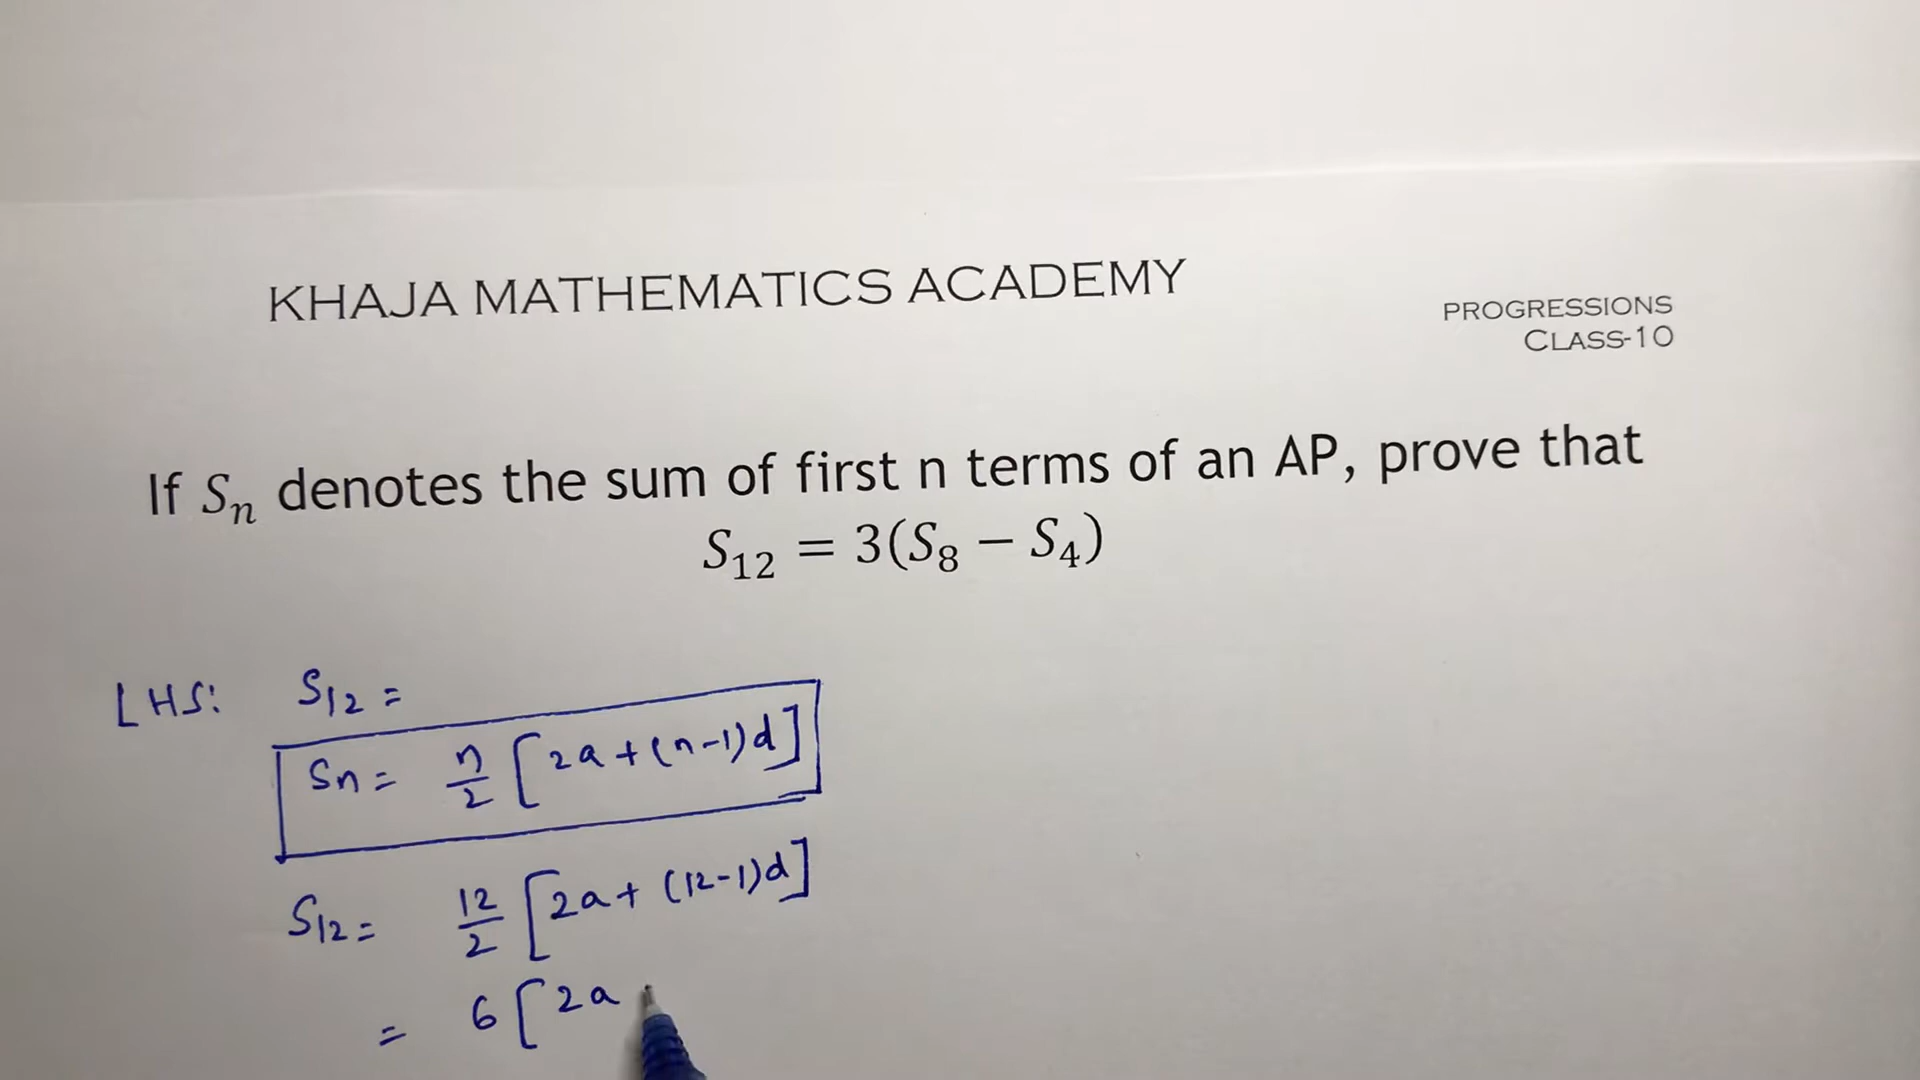 KHAJA MATHEMATICS ACADEMY
PROGRESSIONS
CLASS-10
If Sₙ denotes the sum of first n terms of an AP, prove that
S₁₂ = 3(S₈ − S₄)
LHS: S₁₂ =
Sn = n/2 [2a + (n-1)d]
S₁₂ = 12/2 [2a + (12-1)d]
= 6 [2a